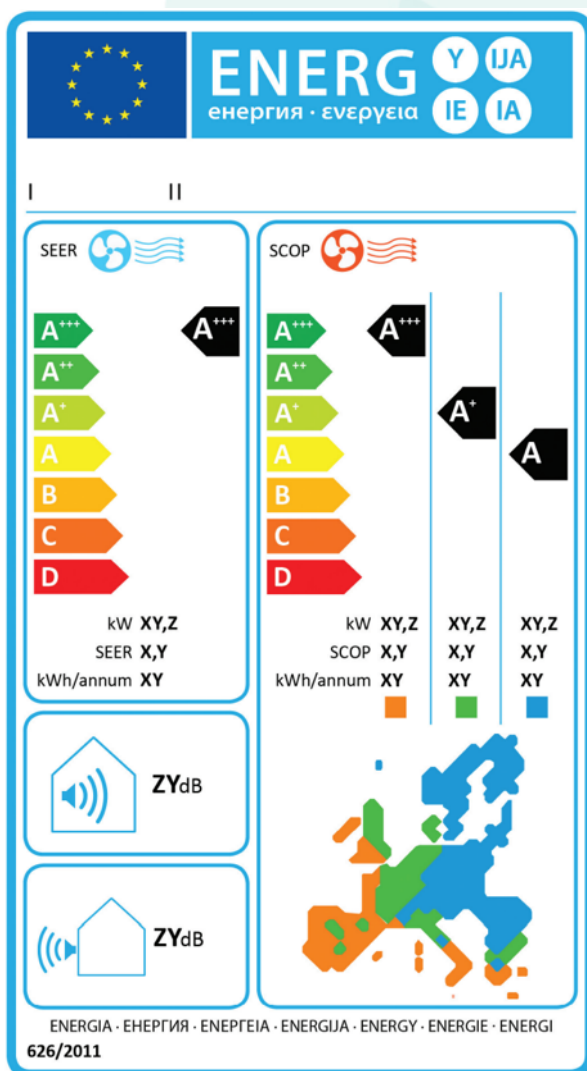 ENERG Y IJA
енергия · ενεργεια IE IA
I II
SEER
A+++ A+++
A++
A+
A
B
C
D
kW XY,Z
SEER X,Y
kWh/annum XY
SCOP
A+++ A+++
A++
A+ A+
A A
B
C
D
kW XY,Z XY,Z XY,Z
SCOP X,Y X,Y X,Y
kWh/annum XY XY XY
ZYdB
ZYdB
ENERGIA · ЕНЕРГИЯ · ΕΝΕΡΓΕΙΑ · ENERGIJA · ENERGY · ENERGIE · ENERGI
626/2011